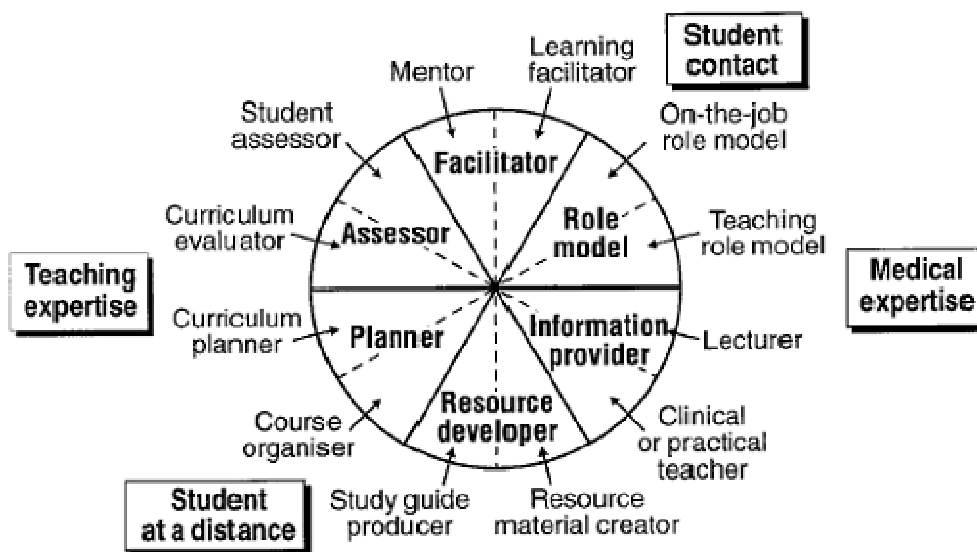 Student
contact
Learning
facilitator
Mentor
Student
assessor
On-the-job
role model
Facilitator
Curriculum
evaluator
Assessor
Role
model
Teaching
role model
Teaching
expertise
Medical
expertise
Curriculum
planner
Planner
Information
provider
Lecturer
Resource
developer
Course
organiser
Clinical
or practical
teacher
Student
at a distance
Study guide
producer
Resource
material creator